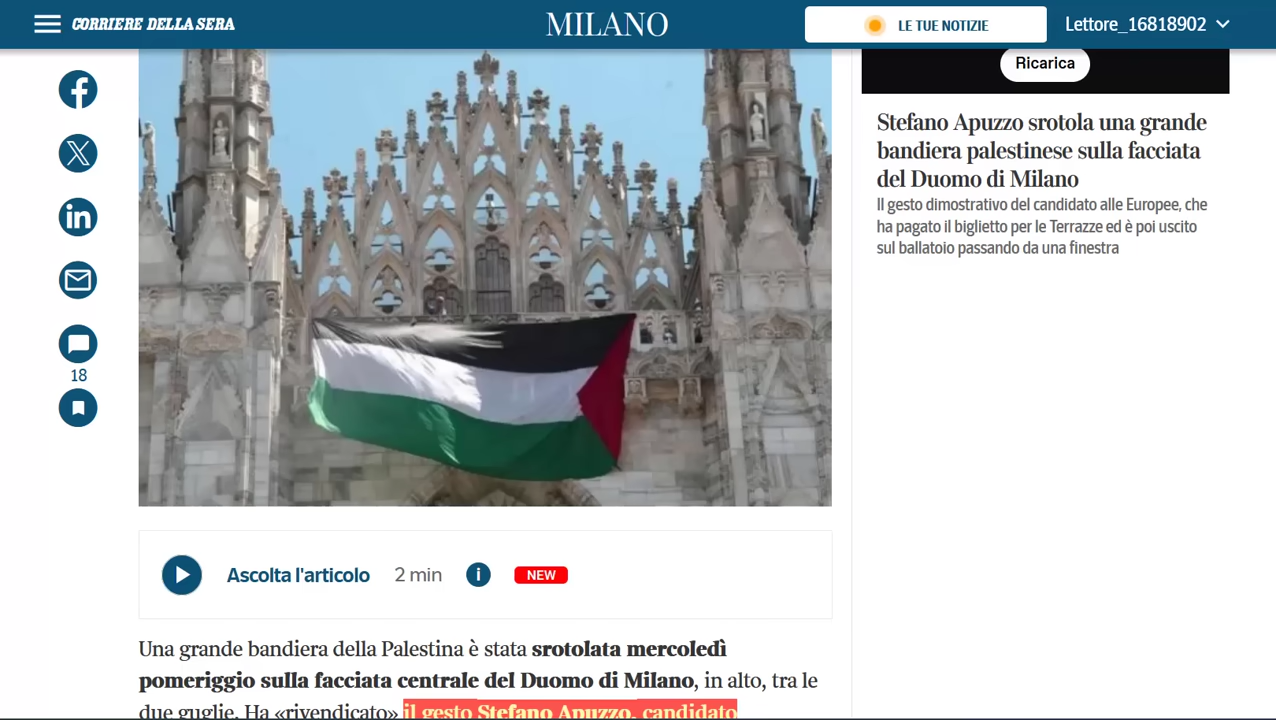 CORRIERE DELLA SERA
MILANO
LE TUE NOTIZIE
Lettore_16818902
Ricarica
Stefano Apuzzo srotola una grande
bandiera palestinese sulla facciata
del Duomo di Milano
Il gesto dimostrativo del candidato alle Europee, che
ha pagato il biglietto per le Terrazze ed è poi uscito
sul ballatoio passando da una finestra
18
Ascolta l'articolo 2 min i NEW
Una grande bandiera della Palestina è stata srotolata mercoledì
pomeriggio sulla facciata centrale del Duomo di Milano, in alto, tra le
due guglie. Ha «rivendicato» il gesto Stefano Apuzzo, candidato